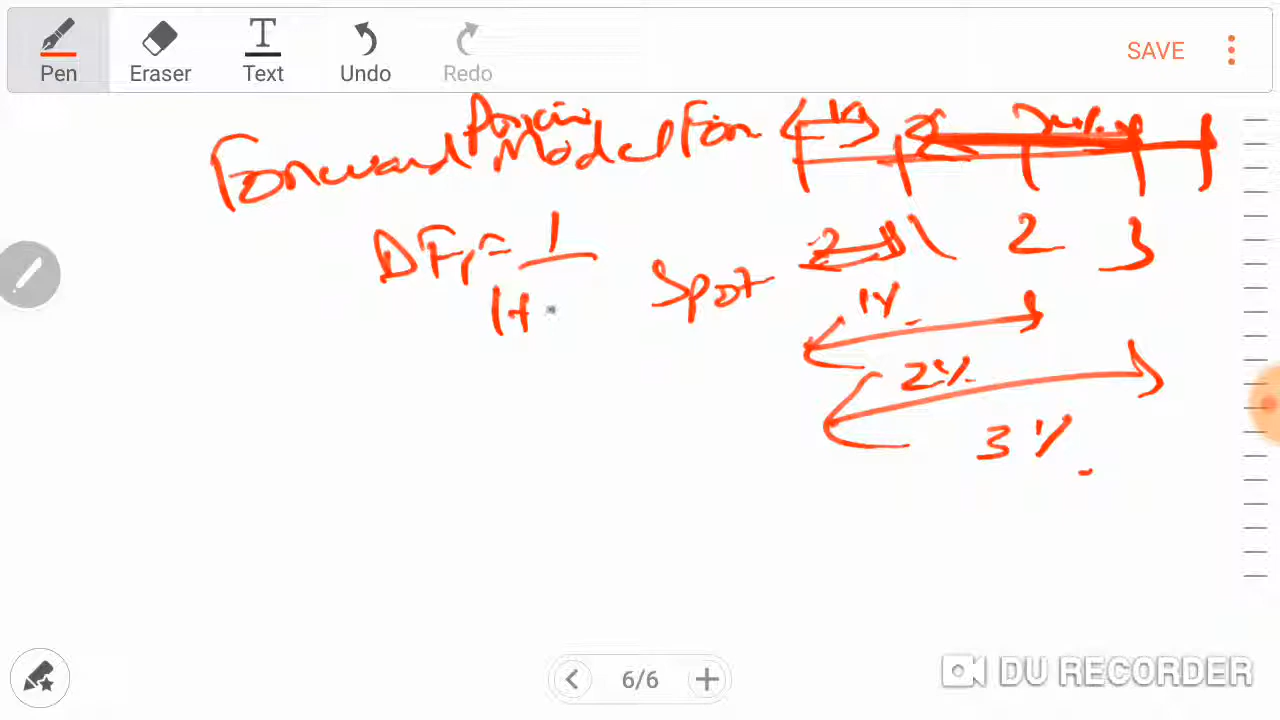 Pen Eraser Text Undo Redo SAVE
Forward Pricing Model For
DF1 = 1
1+
Spot
1 2 3
1%
2%
3%
6/6
DU RECORDER